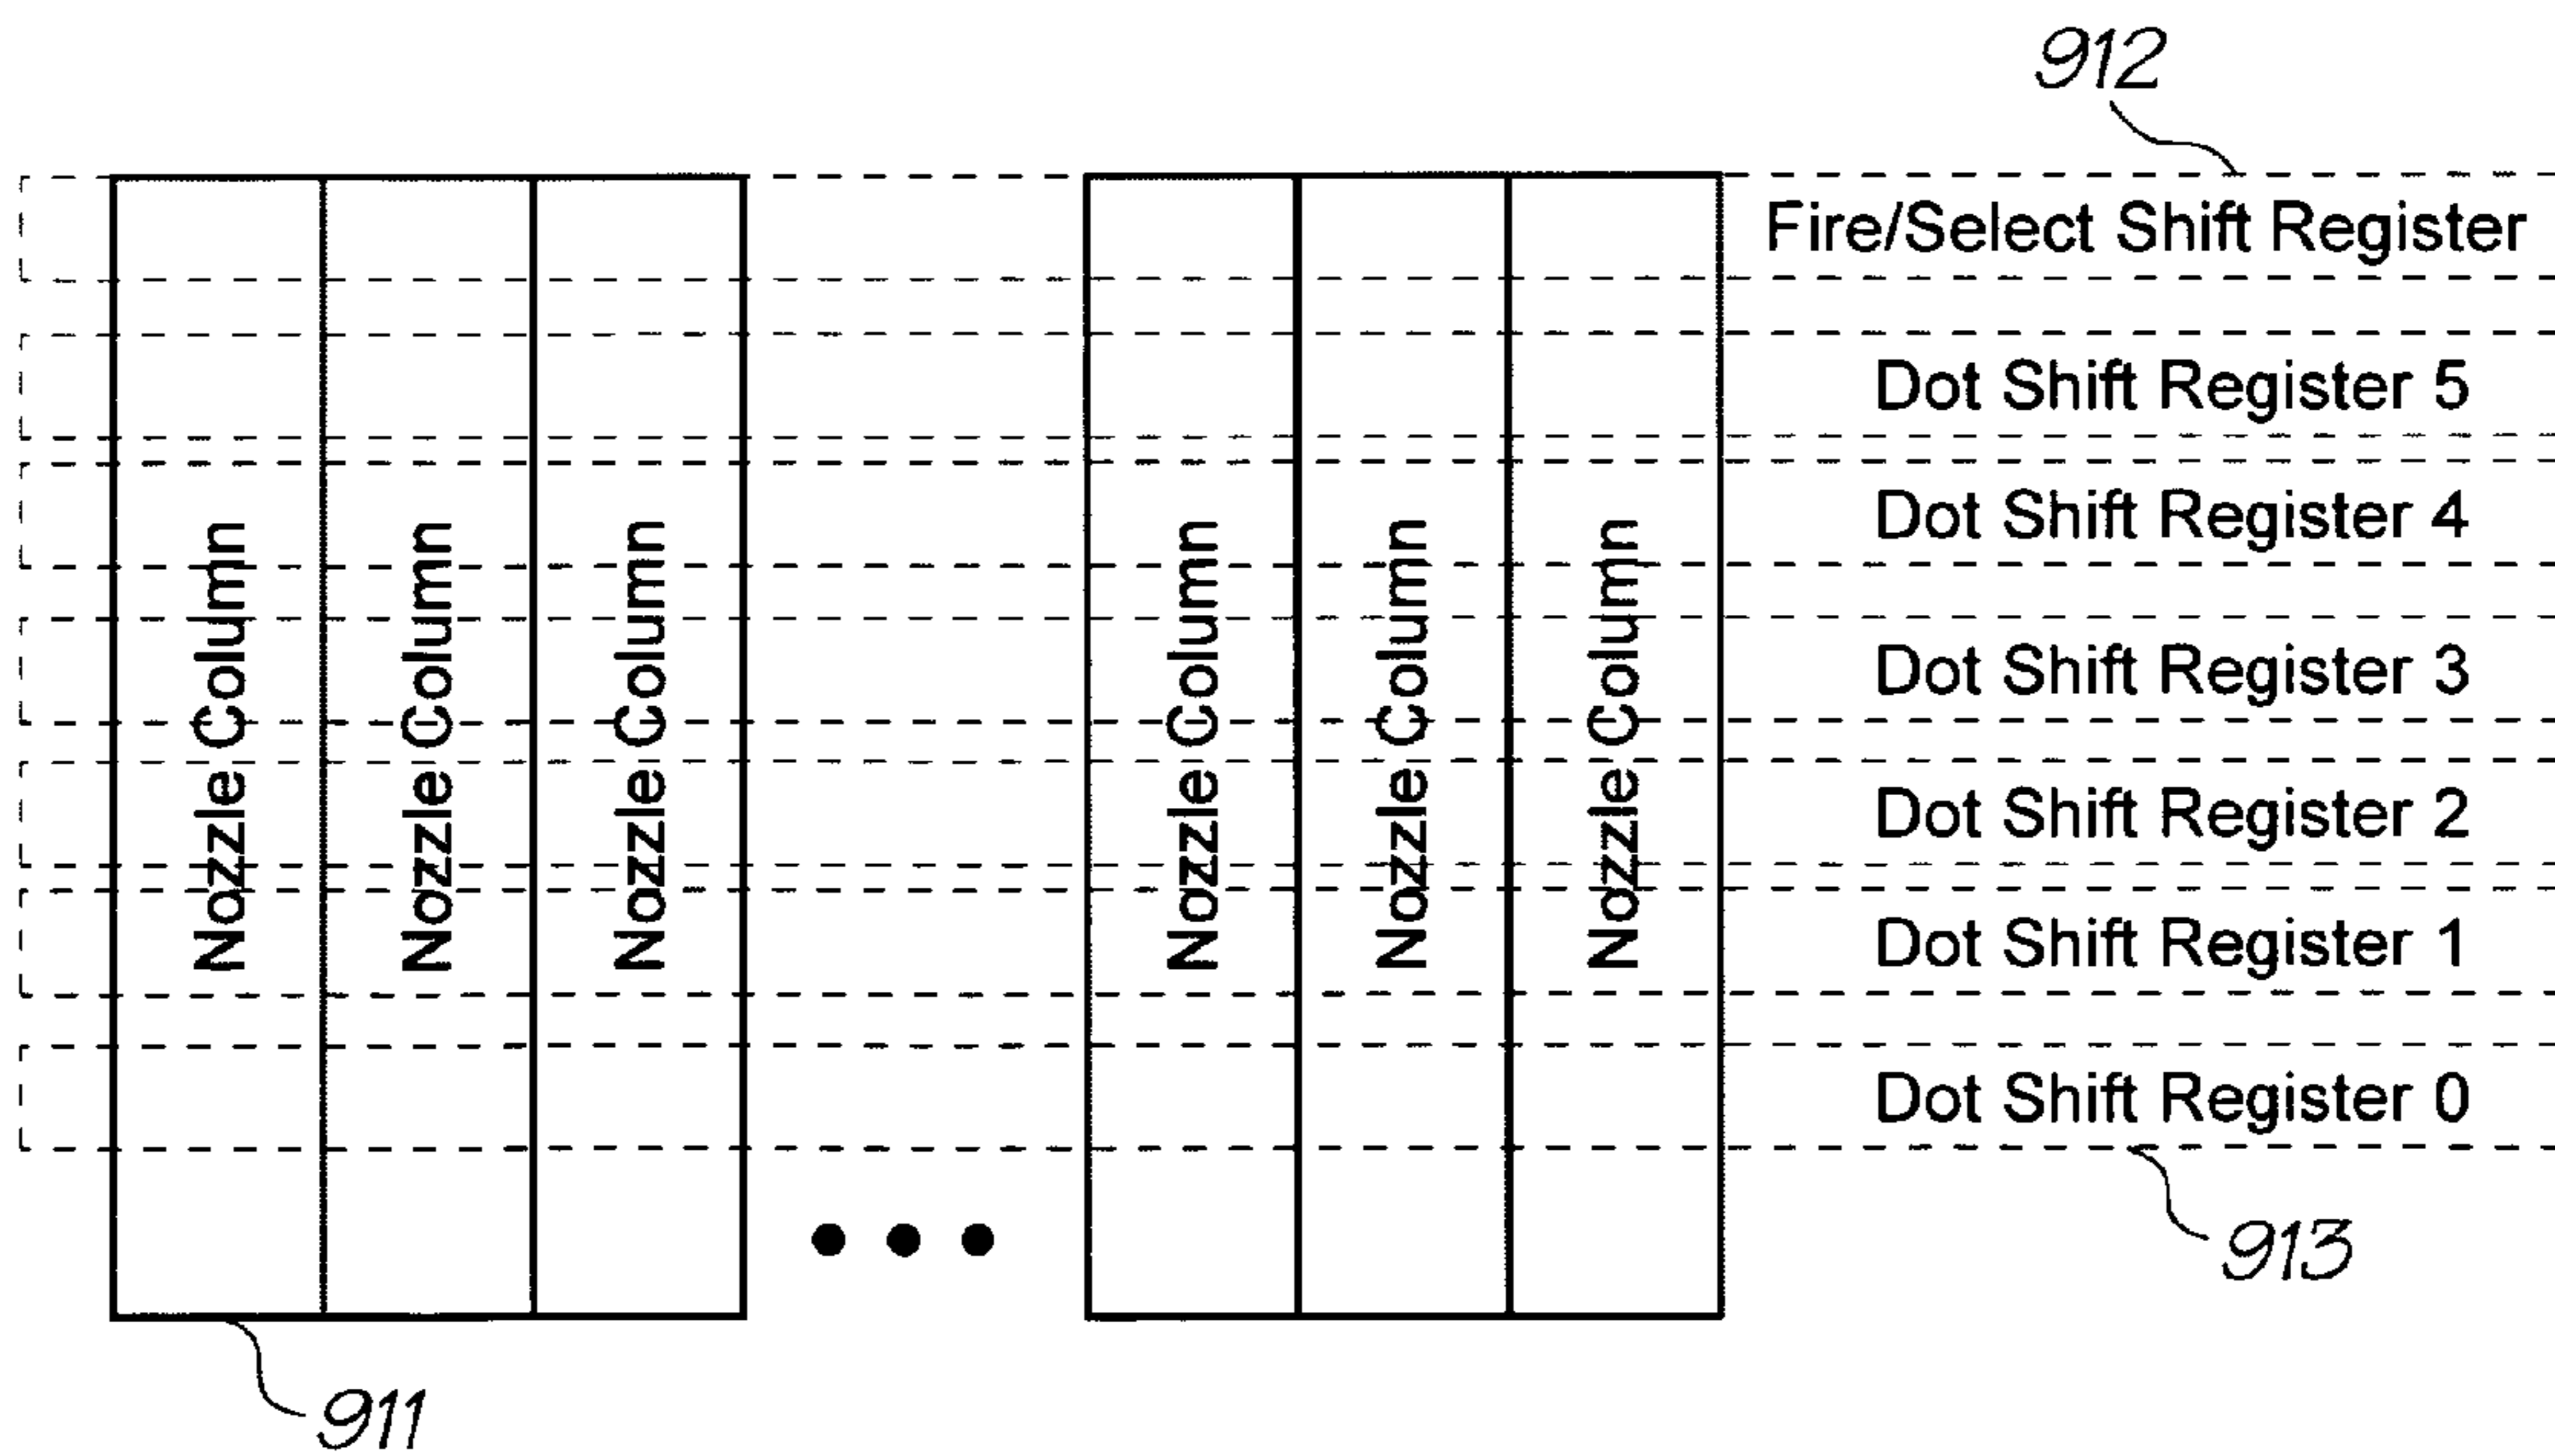 912
Fire/Select Shift Register
Dot Shift Register 5
Dot Shift Register 4
Dot Shift Register 3
Dot Shift Register 2
Dot Shift Register 1
Dot Shift Register 0
Nozzle Column
Nozzle Column
Nozzle Column
Nozzle Column
Nozzle Column
Nozzle Column
913
911